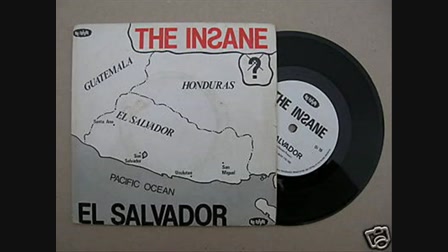 THE INSANE
?
GUATEMALA
HONDURAS
EL SALVADOR
Santa Ana
San Salvador
Usulutan
San Miguel
PACIFIC OCEAN
EL SALVADOR
THE INSANE
SALVADOR